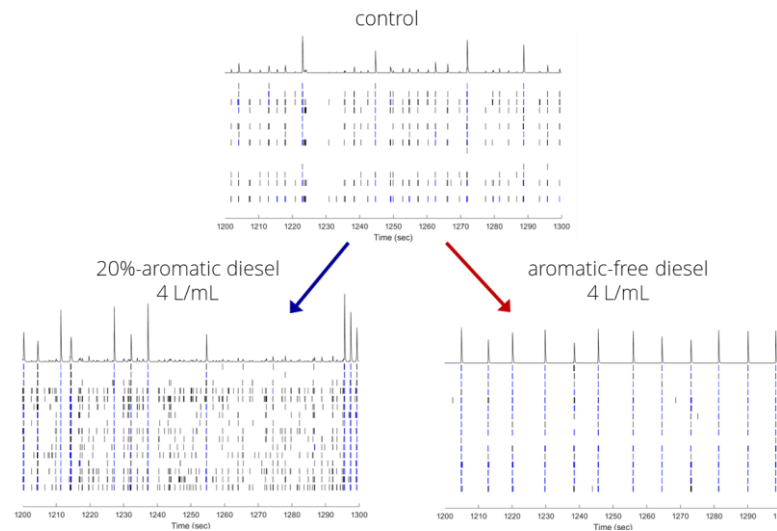 control
1200 1210 1220 1230 1240 1250 1260 1270 1280 1290 1300
Time (sec)
20%-aromatic diesel
4 L/mL
aromatic-free diesel
4 L/mL
1200 1210 1220 1230 1240 1250 1260 1270 1280 1290 1300
Time (sec)
1200 1210 1220 1230 1240 1250 1260 1270 1280 1290
Time (sec)